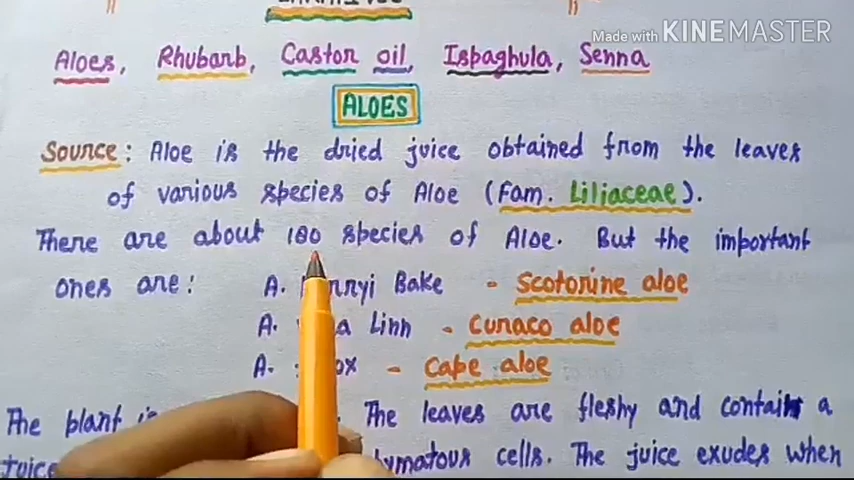 Made with KINEMASTER
Aloes, Rhubarb, Castor oil, Ispaghula, Senna
ALOES
Source: Aloe is the dried juice obtained from the leaves
of various species of Aloe (Fam. Liliaceae).
There are about 180 species of Aloe. But the important
ones are: A. Bake - Scotorine aloe
A. Linn - Curaco aloe
A. - Cape aloe
The plant The leaves are fleshy and contain a
juice cells. The juice exudes when